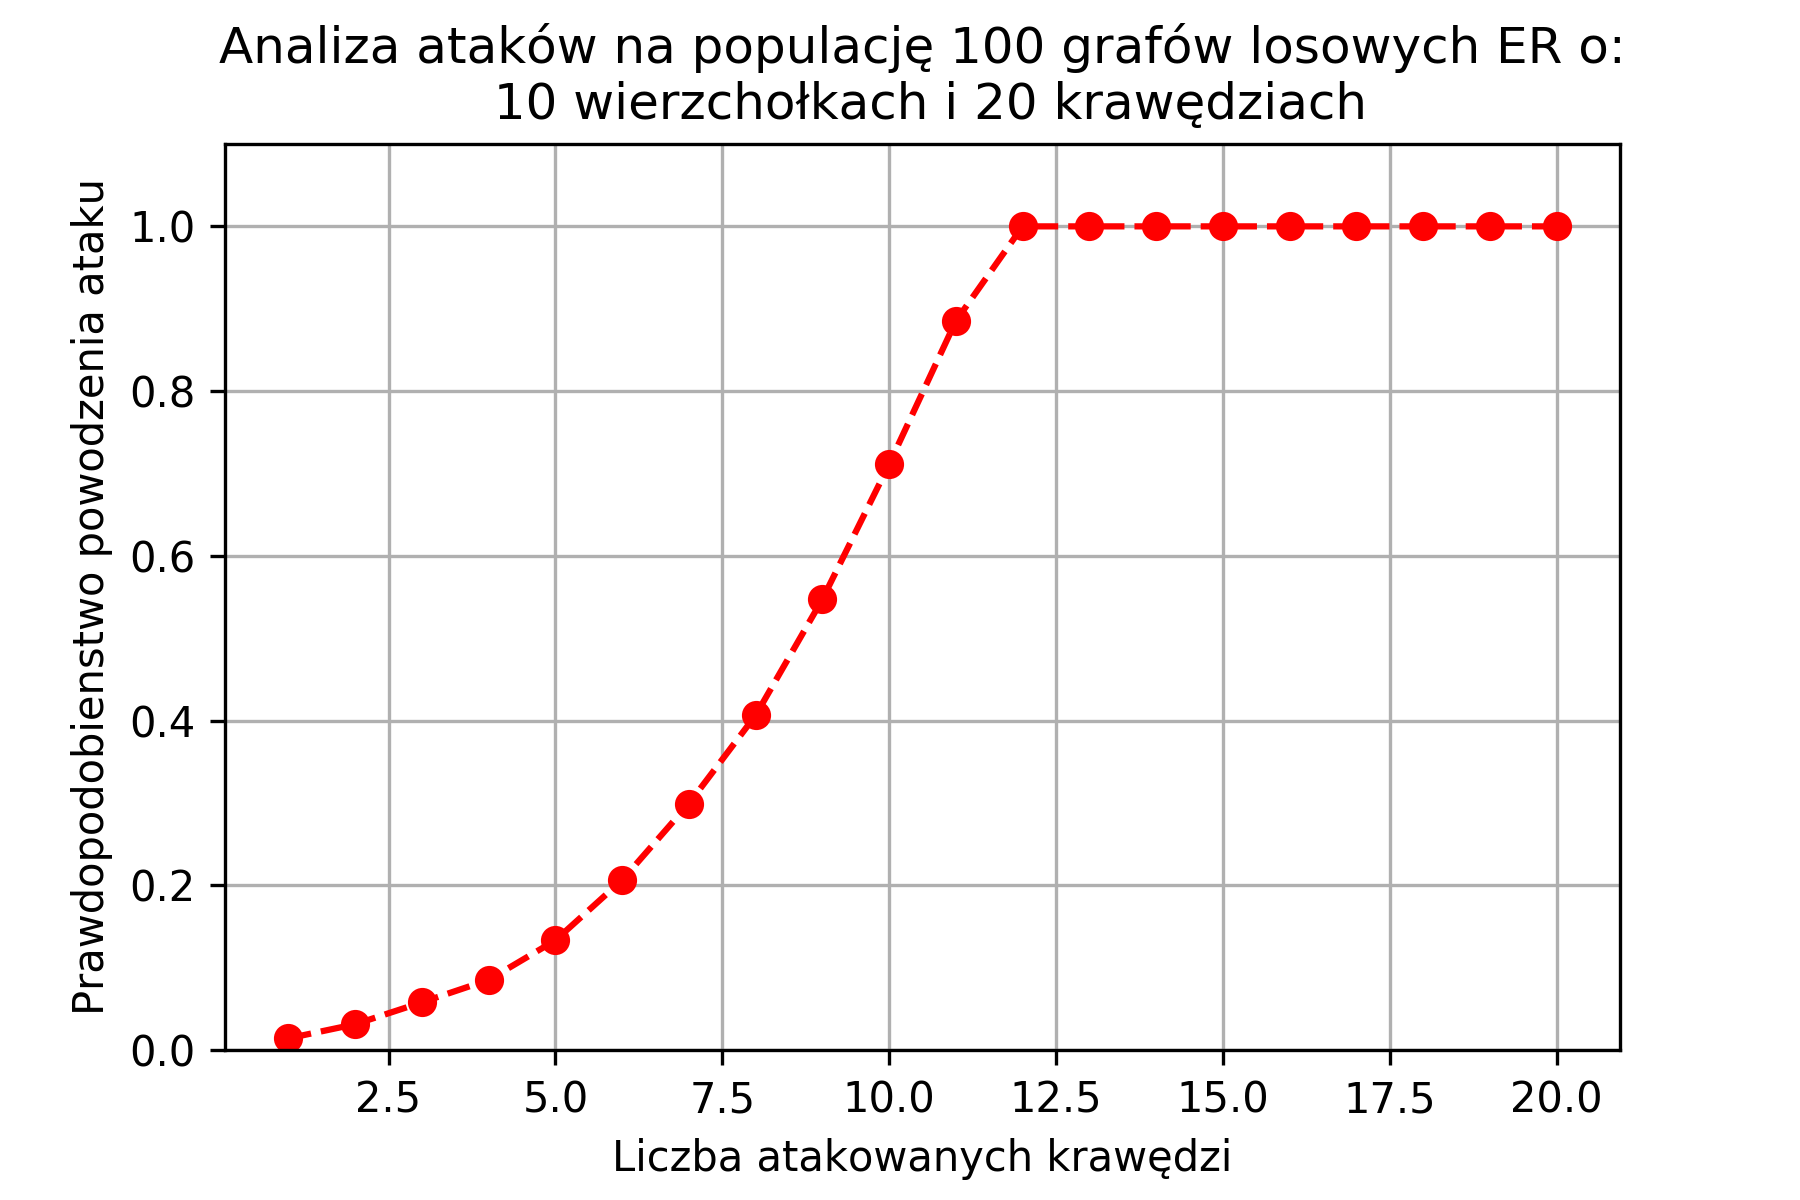 Analiza ataków na populację 100 grafów losowych ER o:
10 wierzchołkach i 20 krawędziach
Prawdopodobienstwo powodzenia ataku
1.0
0.8
0.6
0.4
0.2
0.0
2.5 5.0 7.5 10.0 12.5 15.0 17.5 20.0
Liczba atakowanych krawędzi